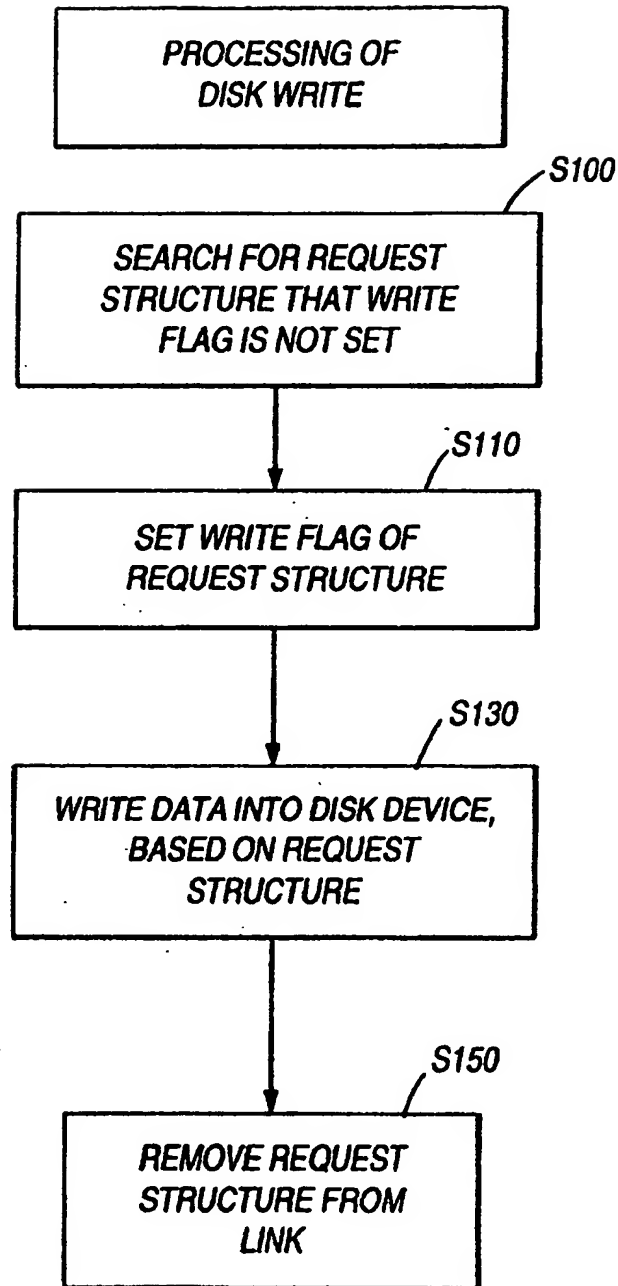 PROCESSING OF
DISK WRITE
S100
SEARCH FOR REQUEST
STRUCTURE THAT WRITE
FLAG IS NOT SET
S110
SET WRITE FLAG OF
REQUEST STRUCTURE
S130
WRITE DATA INTO DISK DEVICE,
BASED ON REQUEST
STRUCTURE
S150
REMOVE REQUEST
STRUCTURE FROM
LINK